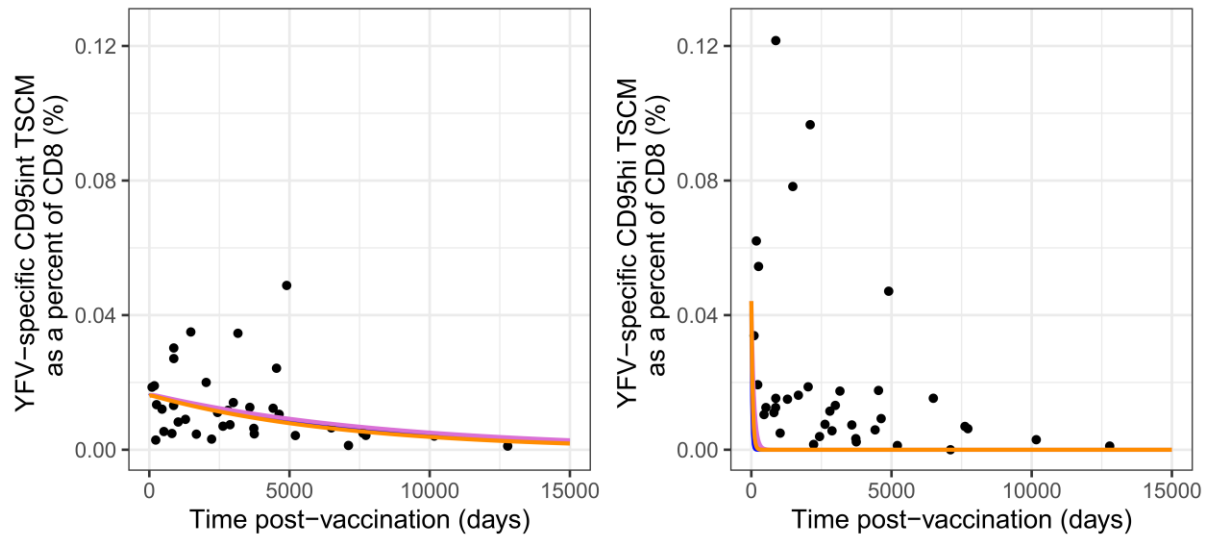 YFV−specific CD95int TSCM
as a percent of CD8 (%)
0.12
0.08
0.04
0.00
0
5000
10000
15000
Time post−vaccination (days)
YFV−specific CD95hi TSCM
as a percent of CD8 (%)
0.12
0.08
0.04
0.00
0
5000
10000
15000
Time post−vaccination (days)